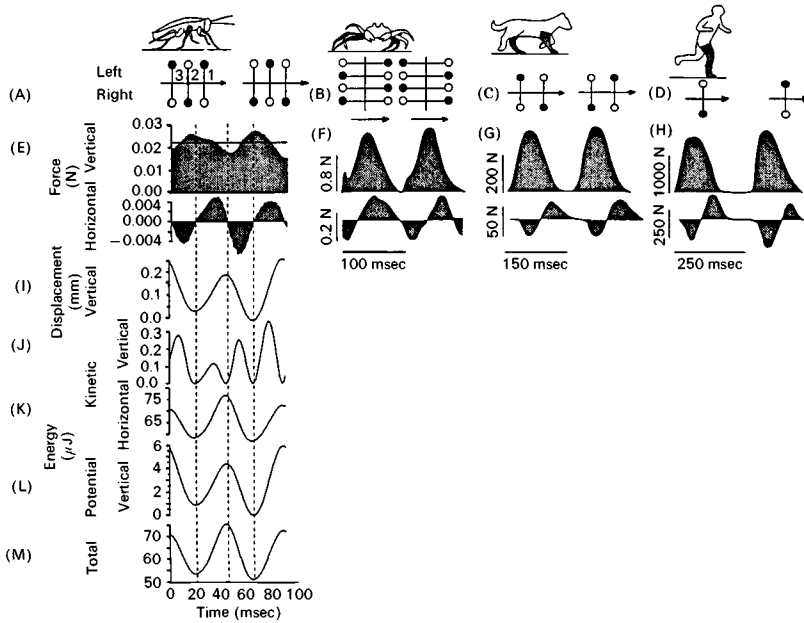 Left
Right
3 2 1
(A)
(B)
(C)
(D)
(E)
Force
(N)
Vertical
0.03
0.02
0.01
0.00
Horizontal
0.004
0.000
−0.004
(F)
0.8 N
0.2 N
100 msec
(G)
200 N
50 N
150 msec
(H)
1000 N
250 N
250 msec
(I)
Displacement
(mm)
Vertical
0.2
0.1
0.0
(J)
Kinetic
Vertical
0.3
0.2
0.1
0.0
(K)
Horizontal
75
65
Energy
(μJ)
(L)
Potential
Vertical
6
4
2
0
(M)
Total
70
60
50
0 20 40 60 80 100
Time (msec)